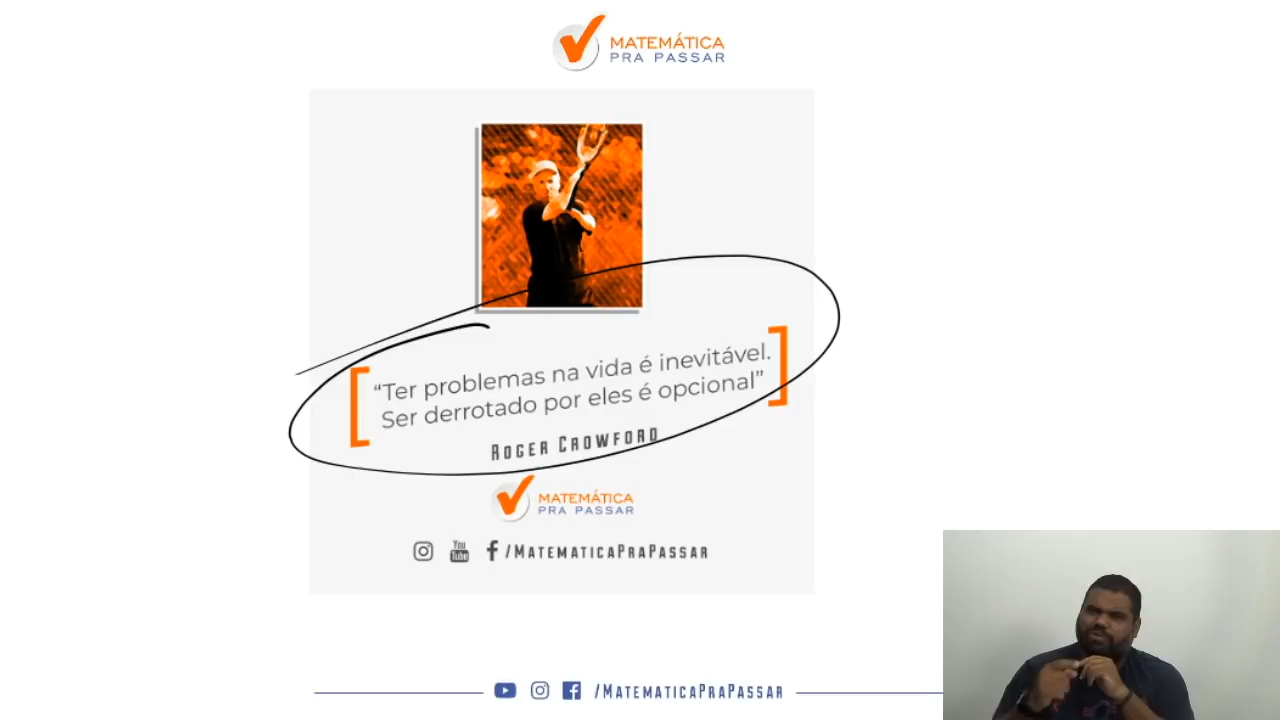 MATEMÁTICA
PRA PASSAR
“Ter problemas na vida é inevitável.
Ser derrotado por eles é opcional”
ROGER CROWFORD
MATEMÁTICA
PRA PASSAR
You
Tube
/MATEMATICAPRAPASSAR
/MATEMATICAPRAPASSAR